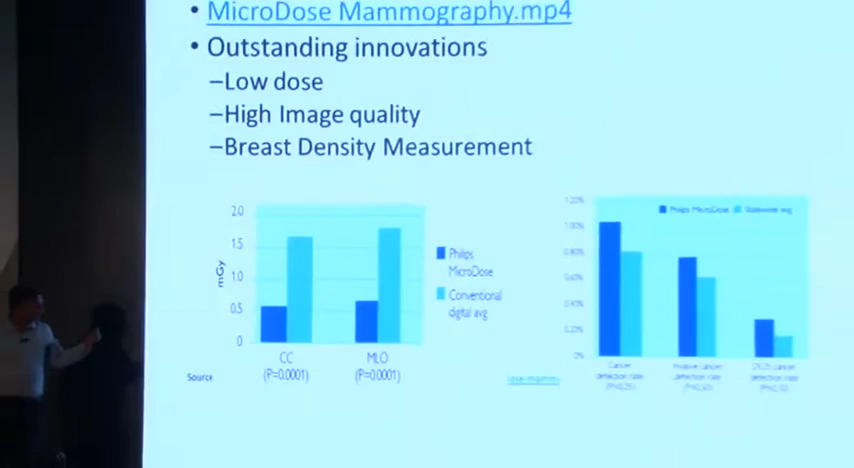 • MicroDose Mammography.mp4
• Outstanding innovations
–Low dose
–High Image quality
–Breast Density Measurement
2.0
1.5
1.0
0.5
0
mGy
CC
(P=0.0001)
MLO
(P=0.0001)
Philips
MicroDose
Conventional
digital avg
Source
1.20%
1.00%
0.80%
0.60%
0.40%
0.20%
0%
Philips MicroDose
Statewide avg
Cancer
detection rate
Invasive cancer
detection rate
DCIS cancer
detection rate